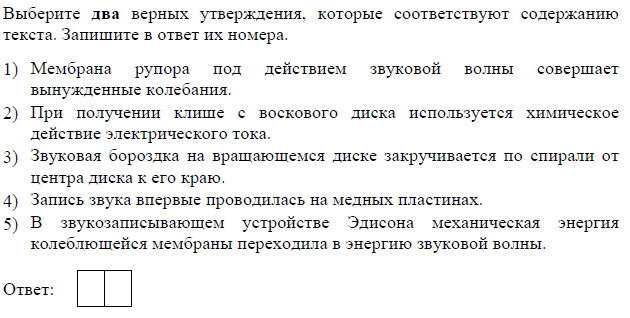 Выберите два верных утверждения, которые соответствуют содержанию
текста. Запишите в ответ их номера.
1) Мембрана рупора под действием звуковой волны совершает
вынужденные колебания.
2) При получении клише с воскового диска используется химическое
действие электрического тока.
3) Звуковая бороздка на вращающемся диске закручивается по спирали от
центра диска к его краю.
4) Запись звука впервые проводилась на медных пластинах.
5) В звукозаписывающем устройстве Эдисона механическая энергия
колеблющейся мембраны переходила в энергию звуковой волны.
Ответ: